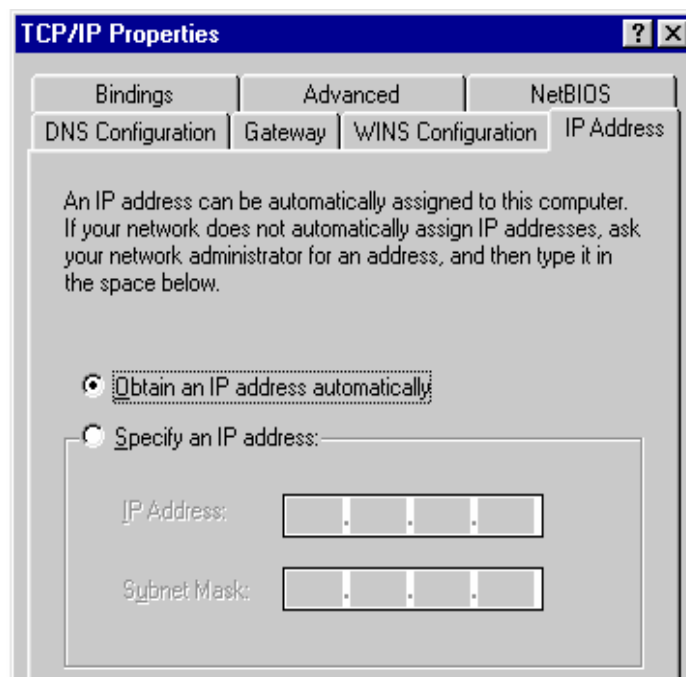 TCP/IP Properties
? X
Bindings Advanced NetBIOS
DNS Configuration Gateway WINS Configuration IP Address
An IP address can be automatically assigned to this computer.
If your network does not automatically assign IP addresses, ask
your network administrator for an address, and then type it in
the space below.
Obtain an IP address automatically
Specify an IP address:
IP Address: . . .
Subnet Mask: . . .